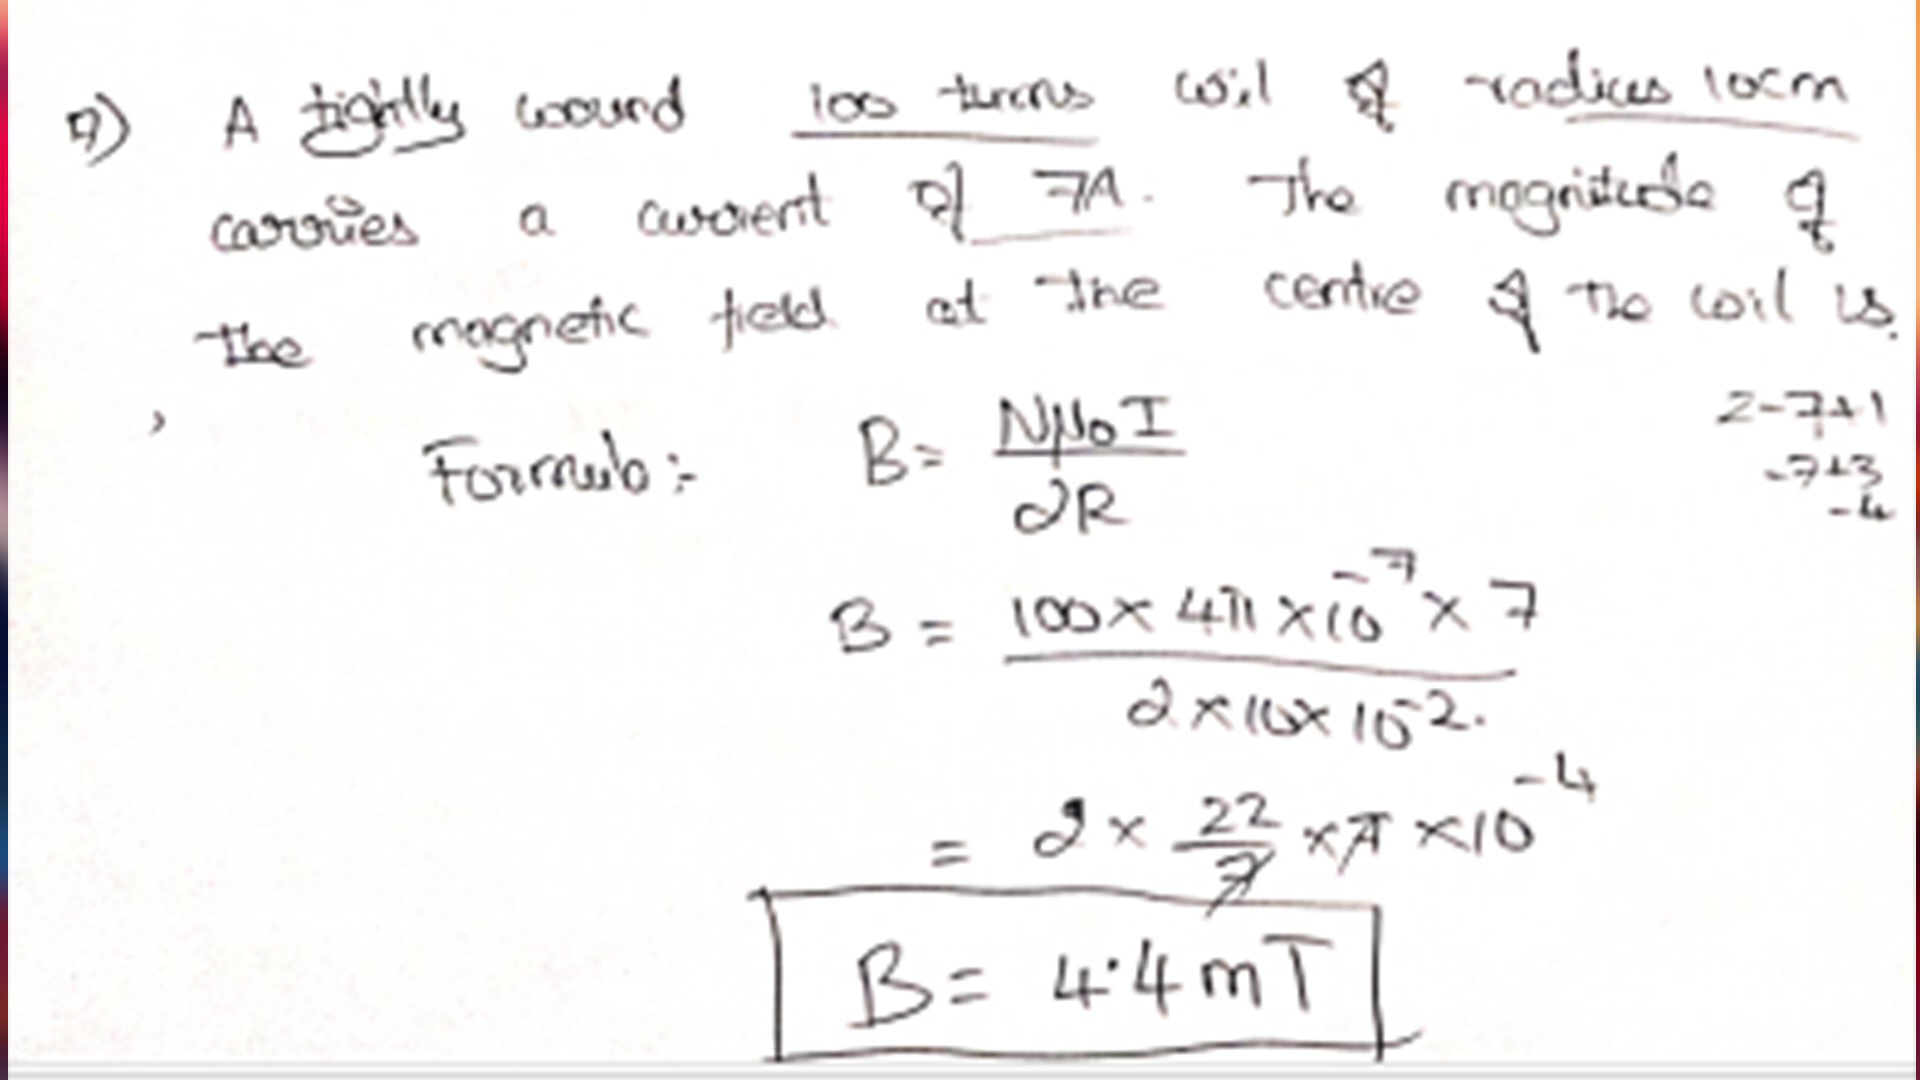 7) A tightly wound 100 turns coil of radius 10cm
carries a current of 7A. The magnitude of
the magnetic field at the centre of the coil is.
Formula:- B = Nμ₀I / 2R
2-7+1
-7+3
-4
B = 100 × 4π × 10⁻⁷ × 7 / 2 × 10 × 10⁻².
= 2 × 22/7 × 7 × 10⁻⁴
B = 4.4 mT